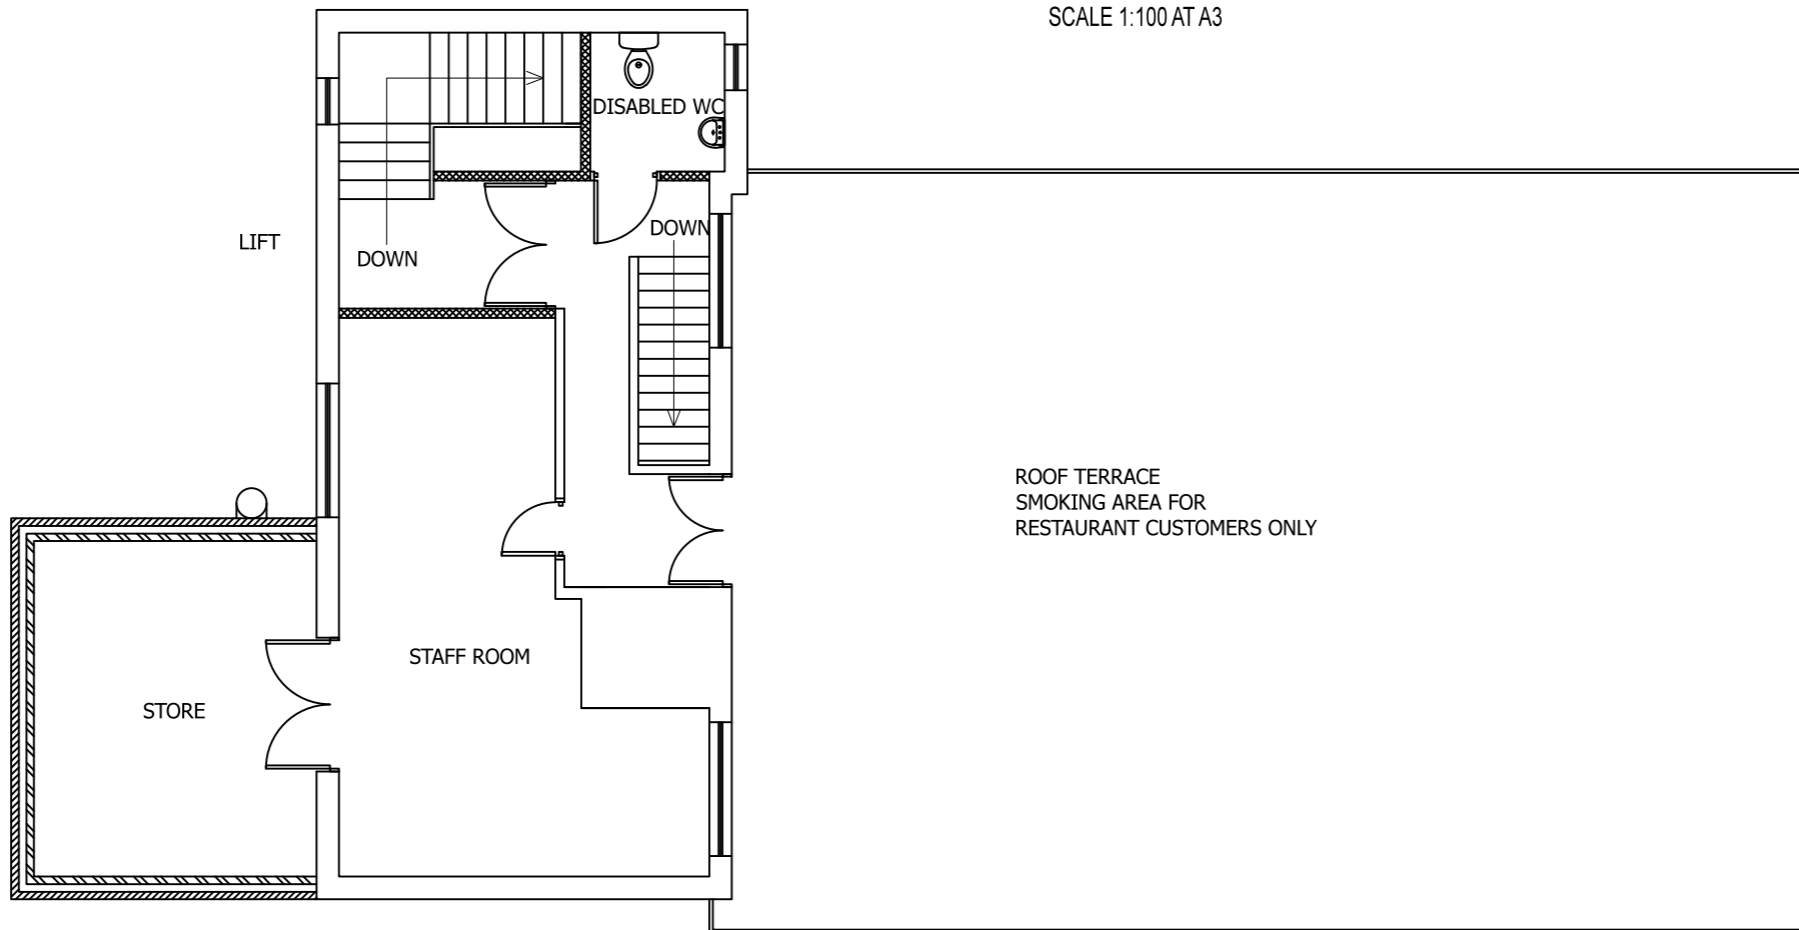 SCALE 1:100 AT A3
DISABLED WC
LIFT
DOWN
DOWN
ROOF TERRACE
SMOKING AREA FOR
RESTAURANT CUSTOMERS ONLY
STAFF ROOM
STORE